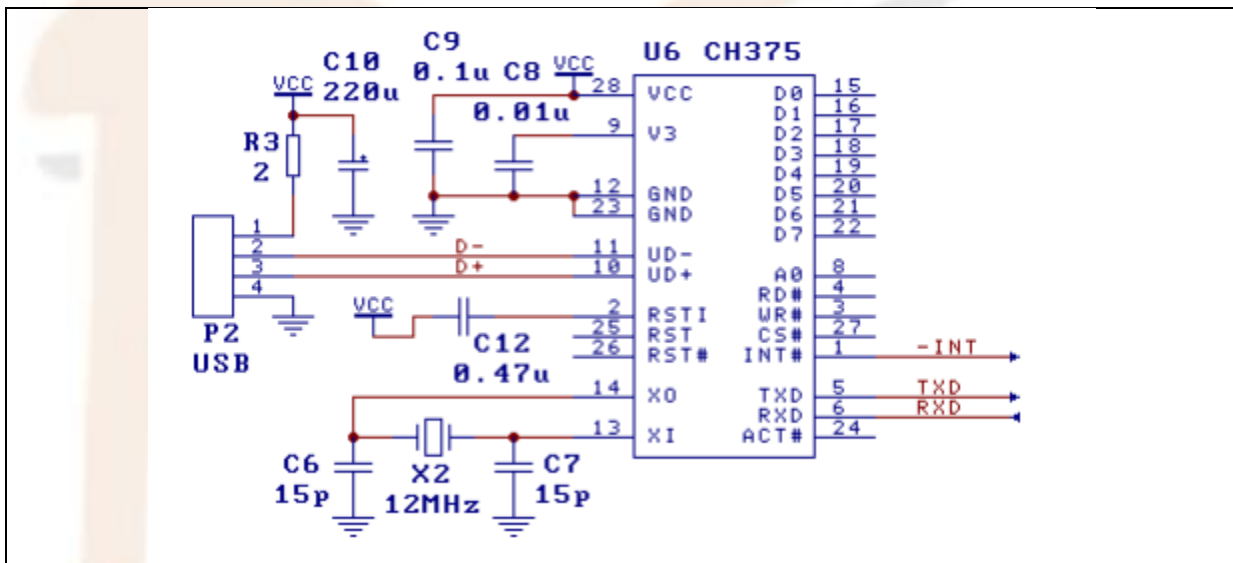 C9
0.1u
C8
0.01u
VCC
U6 CH375
C10
220u
VCC
R3
2
28
VCC
9
V3
12
GND
23
GND
11
UD-
10
UD+
2
RSTI
25
RST
26
RST#
14
XO
13
XI
D0
15
D1
16
D2
17
D3
18
D4
19
D5
20
D6
21
D7
22
A0
8
RD#
4
WR#
3
CS#
27
INT#
1
-INT
TXD
5
TXD
RXD
6
RXD
ACT#
24
1
2
3
4
D-
D+
P2
USB
VCC
C12
0.47u
C6
15p
X2
12MHz
C7
15p